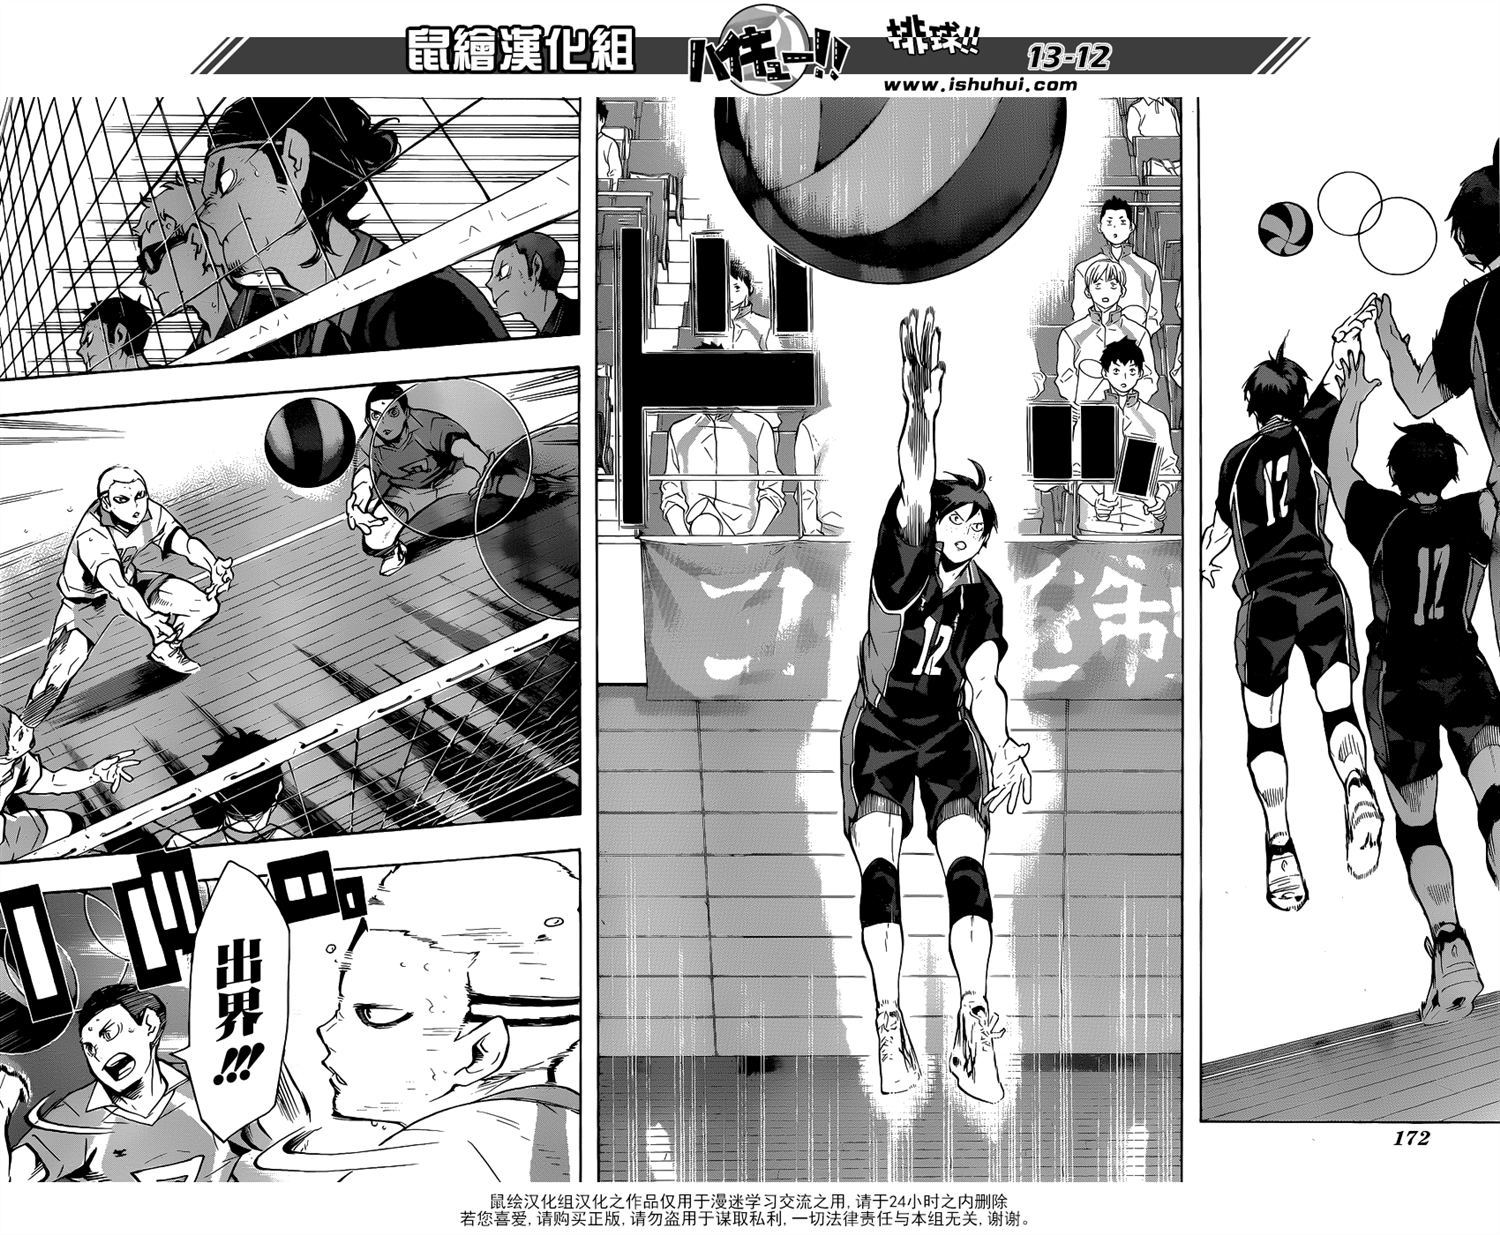 鼠繪漢化組
ハイキュー!!
排球!!
13-12
www.ishuhui.com
12
12
12
172
ド
出界!!!
鼠绘汉化组汉化之作品仅用于漫迷学习交流之用, 请于24小时之内删除
若您喜爱, 请购买正版, 请勿盗用于谋取私利, 一切法律责任与本组无关, 谢谢。